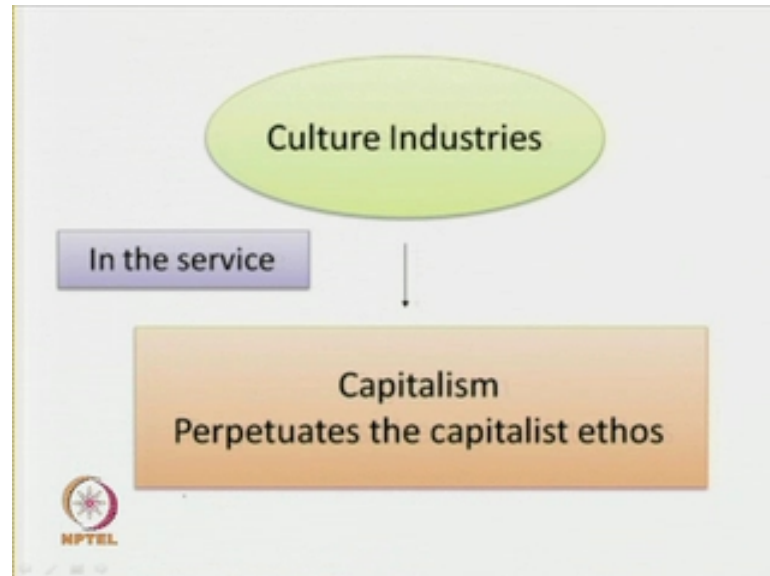 Culture Industries
In the service
Capitalism
Perpetuates the capitalist ethos
NPTEL